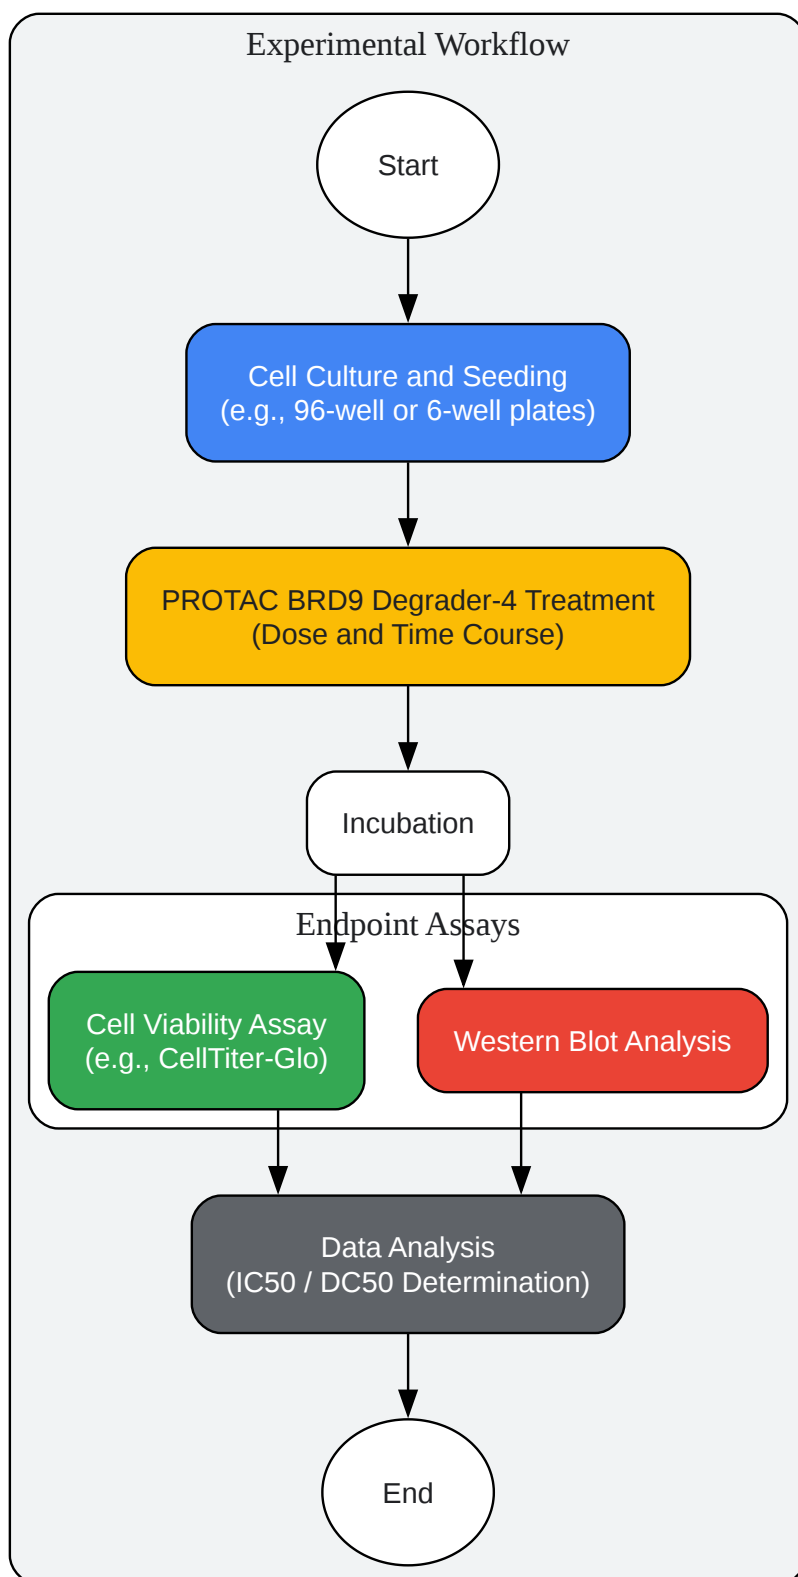 Experimental Workflow
Start
Cell Culture and Seeding
(e.g., 96-well or 6-well plates)
PROTAC BRD9 Degrader-4 Treatment
(Dose and Time Course)
Incubation
Endpoint Assays
Cell Viability Assay
(e.g., CellTiter-Glo)
Western Blot Analysis
Data Analysis
(IC50 / DC50 Determination)
End